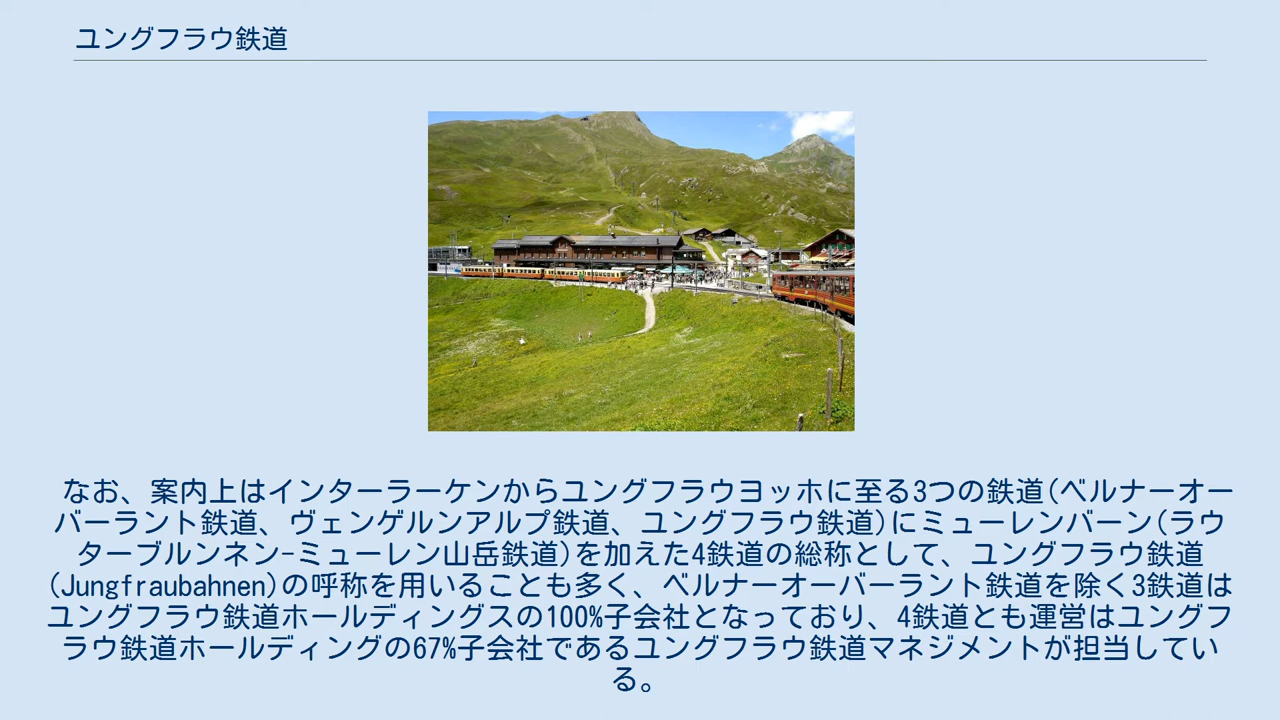 ユングフラウ鉄道
なお、案内上はインターラーケンからユングフラウヨッホに至る3つの鉄道(ベルナーオー
バーラント鉄道、ヴェンゲルンアルプ鉄道、ユングフラウ鉄道)にミューレンバーン(ラウ
ターブルンネン-ミューレン山岳鉄道)を加えた4鉄道の総称として、ユングフラウ鉄道
(Jungfraubahnen)の呼称を用いることも多く、ベルナーオーバーラント鉄道を除く3鉄道は
ユングフラウ鉄道ホールディングスの100%子会社となっており、4鉄道とも運営はユングフ
ラウ鉄道ホールディングの67%子会社であるユングフラウ鉄道マネジメントが担当してい
る。